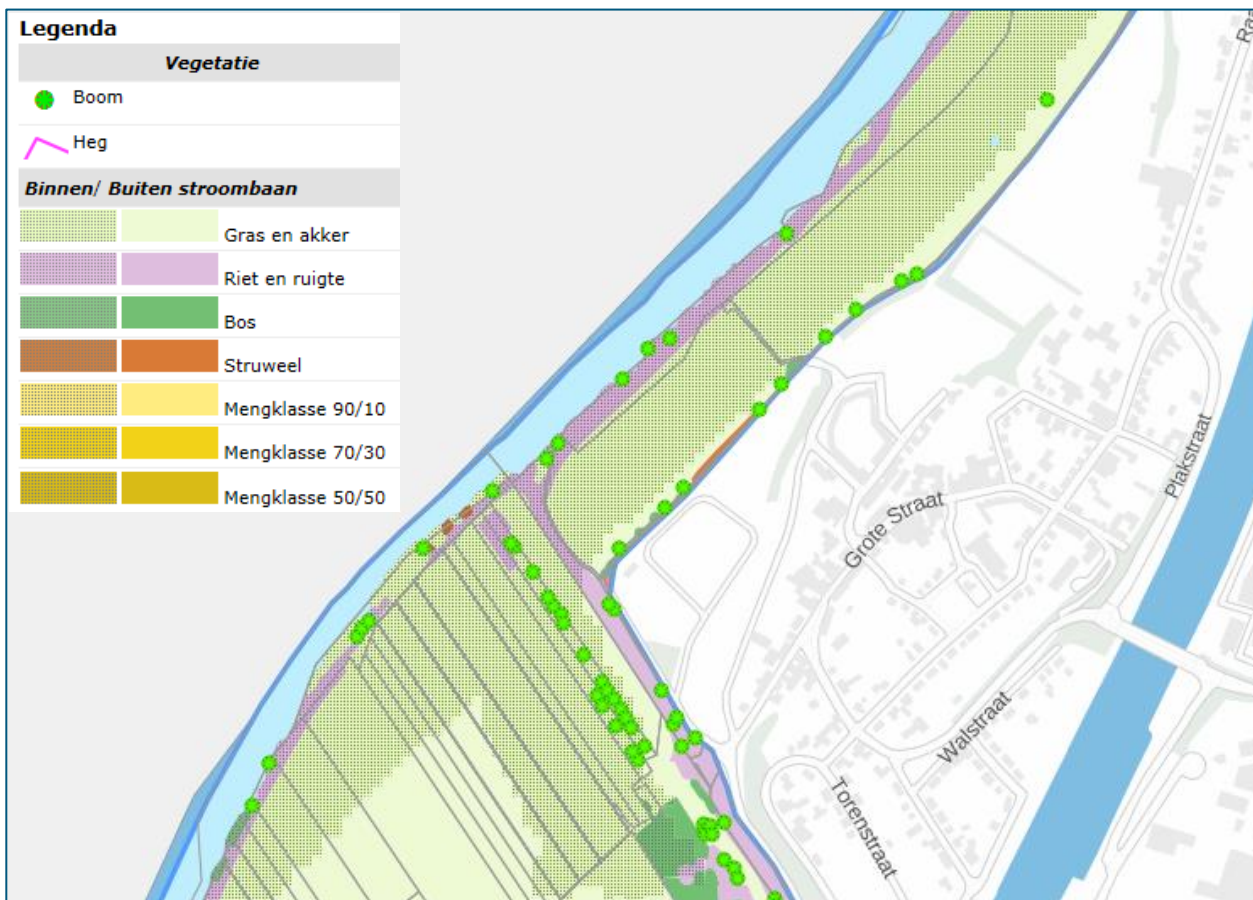 Legenda
Vegetatie
Boom
Heg
Binnen/ Buiten stroombaan
Gras en akker
Riet en ruigte
Bos
Struweel
Mengklasse 90/10
Mengklasse 70/30
Mengklasse 50/50
Raa
Plakstraat
Grote Straat
Walstraat
Torenstraat